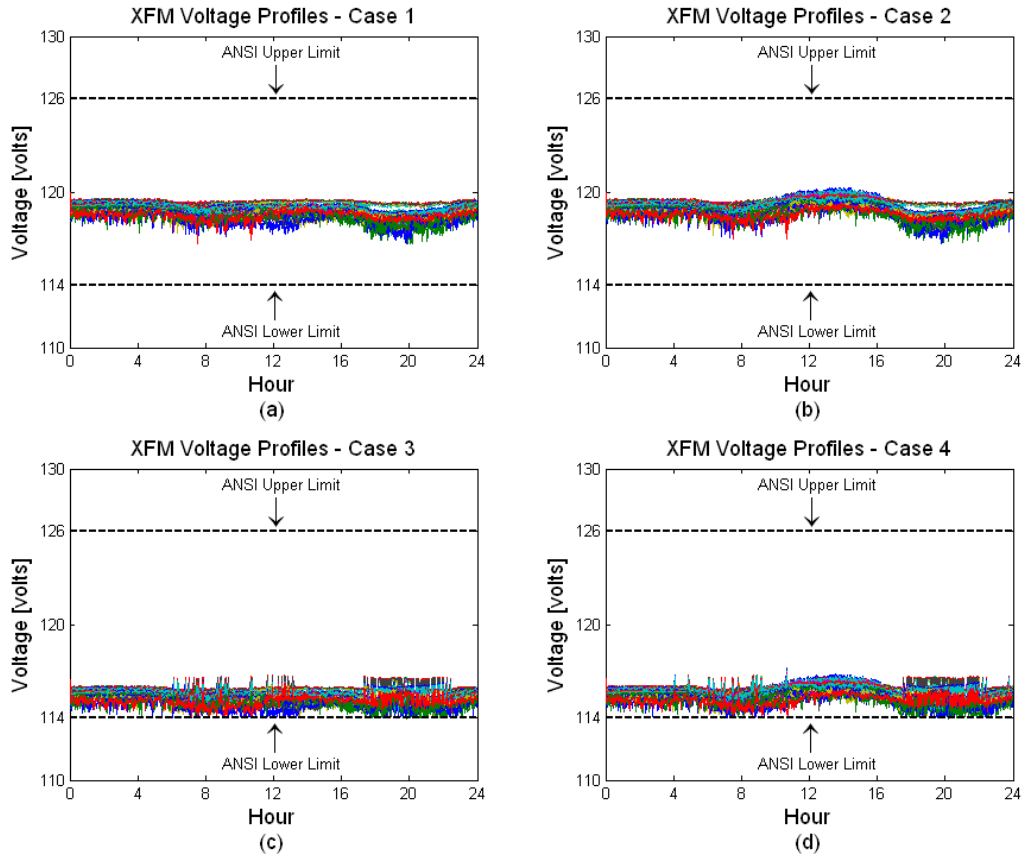 XFM Voltage Profiles - Case 1
130
ANSI Upper Limit
126
120
114
ANSI Lower Limit
110
0 4 8 12 16 20 24
Voltage [volts]
Hour
(a)
XFM Voltage Profiles - Case 2
130
ANSI Upper Limit
126
120
114
ANSI Lower Limit
110
0 4 8 12 16 20 24
Voltage [volts]
Hour
(b)
XFM Voltage Profiles - Case 3
130
ANSI Upper Limit
126
120
114
ANSI Lower Limit
110
0 4 8 12 16 20 24
Voltage [volts]
Hour
(c)
XFM Voltage Profiles - Case 4
130
ANSI Upper Limit
126
120
114
ANSI Lower Limit
110
0 4 8 12 16 20 24
Voltage [volts]
Hour
(d)